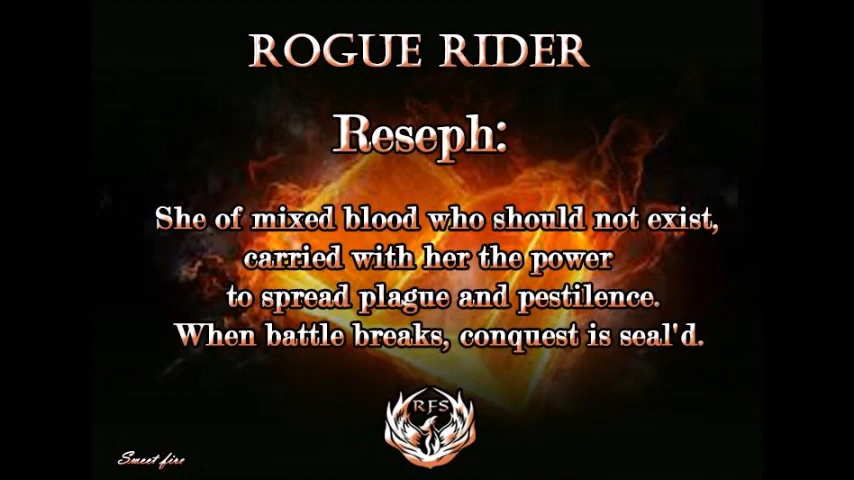 ROGUE RIDER
Reseph:
She of mixed blood who should not exist,
carried with her the power
to spread plague and pestilence.
When battle breaks, conquest is seal'd.
RFS
Sweet fire